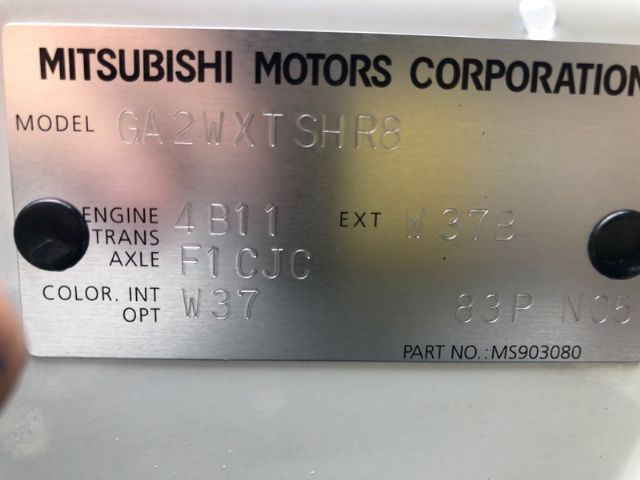 MITSUBISHI MOTORS CORPORATION
MODEL GA2WXTSHR8
ENGINE 4B11 EXT W37B
TRANS AXLE F1CJC
COLOR. INT OPT W37 83P N05
PART NO.:MS903080